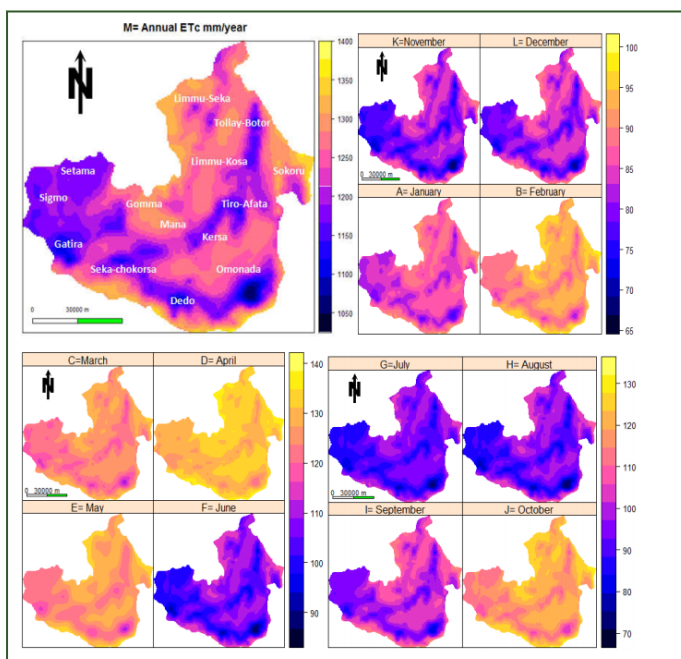 M= Annual ETc mm/year
N
Limmu-Seka
Tollay-Botor
Limmu-Kosa
Setama
Sokoru
Sigmo
Gomma
Tiro-Afata
Mana
Gatira
Kersa
Seka-chokorsa
Omonada
Dedo
0 30000 m
1400
1350
1300
1250
1200
1150
1100
1050
K=November
L= December
N
0 30000 m
A= January
B= February
100
95
90
85
80
75
70
65
C=March
D= April
N
0 30000 m
E= May
F= June
140
130
120
110
100
90
G=July
H= August
N
0 30000 m
I= September
J= October
130
120
110
100
90
80
70